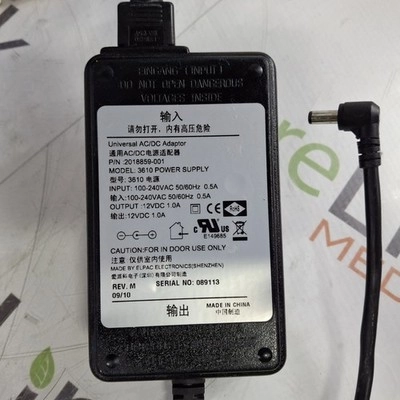 EINGANG (INPUT)
DO NOT OPEN DANGEROUS
VOLTAGES INSIDE
输入
请勿打开，内有高压危险
Universal AC/DC Adaptor
通用AC/DC电源适配器
P/N :2018859-001
MODEL: 3610 POWER SUPPLY
型号: 3610 电源
INPUT: 100-240VAC 50/60Hz 0.5A
输入:100-240VAC 50/60Hz 0.5A
OUTPUT :12VDC 1.0A
输出:12VDC 1.0A
E149685
CAUTION:FOR IN DOOR USE ONLY
注意 仅供室内使用
MADE BY ELPAC ELECTRONICS(SHENZHEN)
REV. M SERIAL NO: 089113
09/10
输出
MADE IN CHINA
中国制造
MED